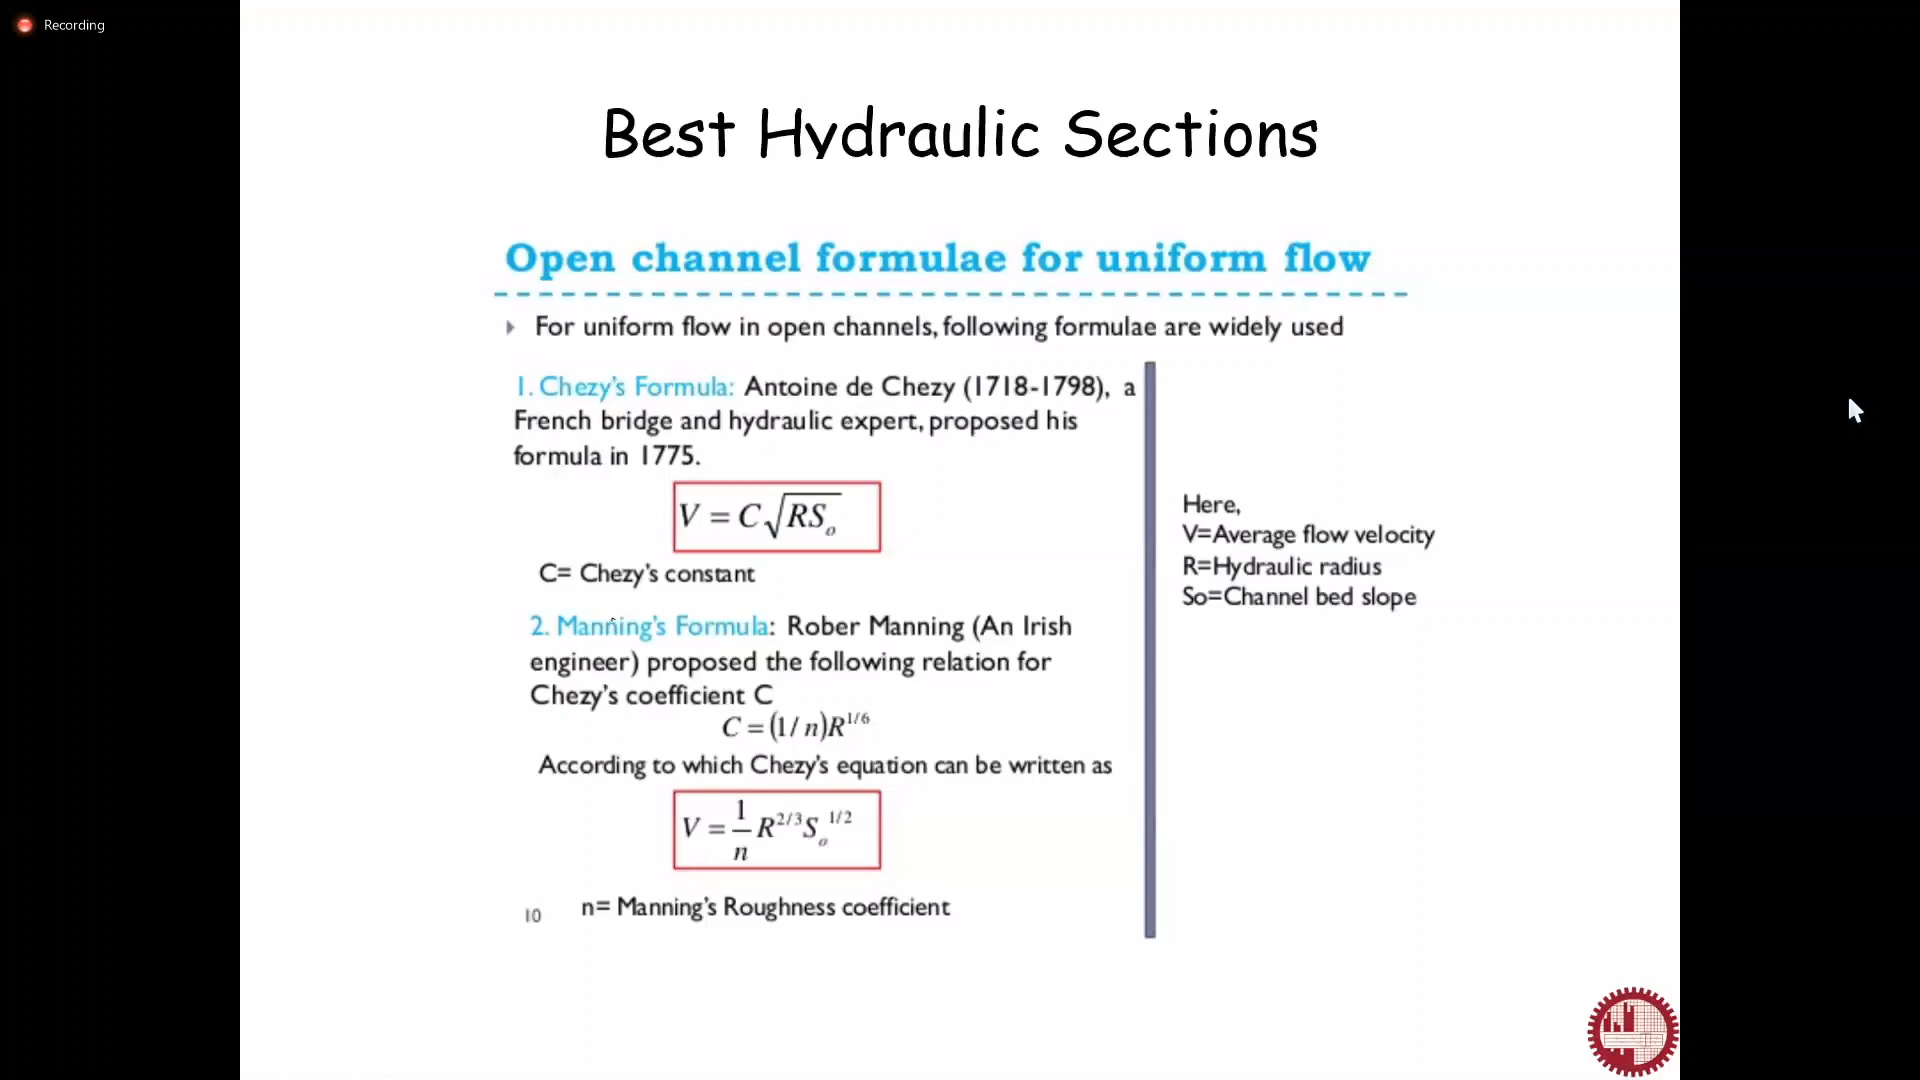 Recording
Best Hydraulic Sections
Open channel formulae for uniform flow
For uniform flow in open channels, following formulae are widely used
1. Chezy's Formula: Antoine de Chezy (1718-1798), a
French bridge and hydraulic expert, proposed his
formula in 1775.
V = C√RSₒ
C= Chezy's constant
2. Manning's Formula: Rober Manning (An Irish
engineer) proposed the following relation for
Chezy's coefficient C
C = (1/n)R^1/6
According to which Chezy's equation can be written as
V = 1/n R^2/3 Sₒ^1/2
n= Manning's Roughness coefficient
10
Here,
V=Average flow velocity
R=Hydraulic radius
So=Channel bed slope